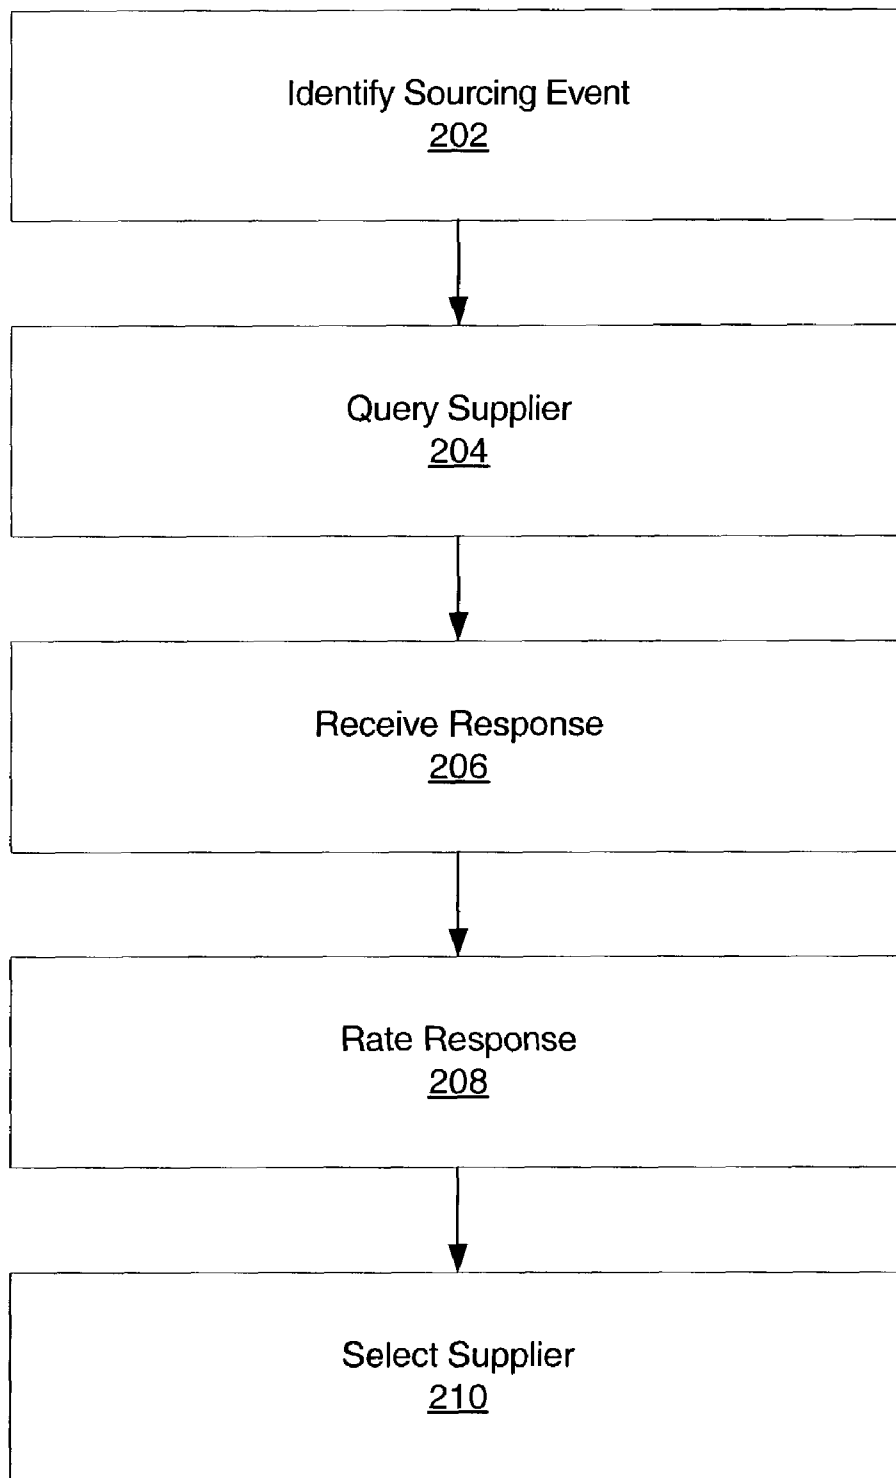 Identify Sourcing Event
202
Query Supplier
204
Receive Response
206
Rate Response
208
Select Supplier
210